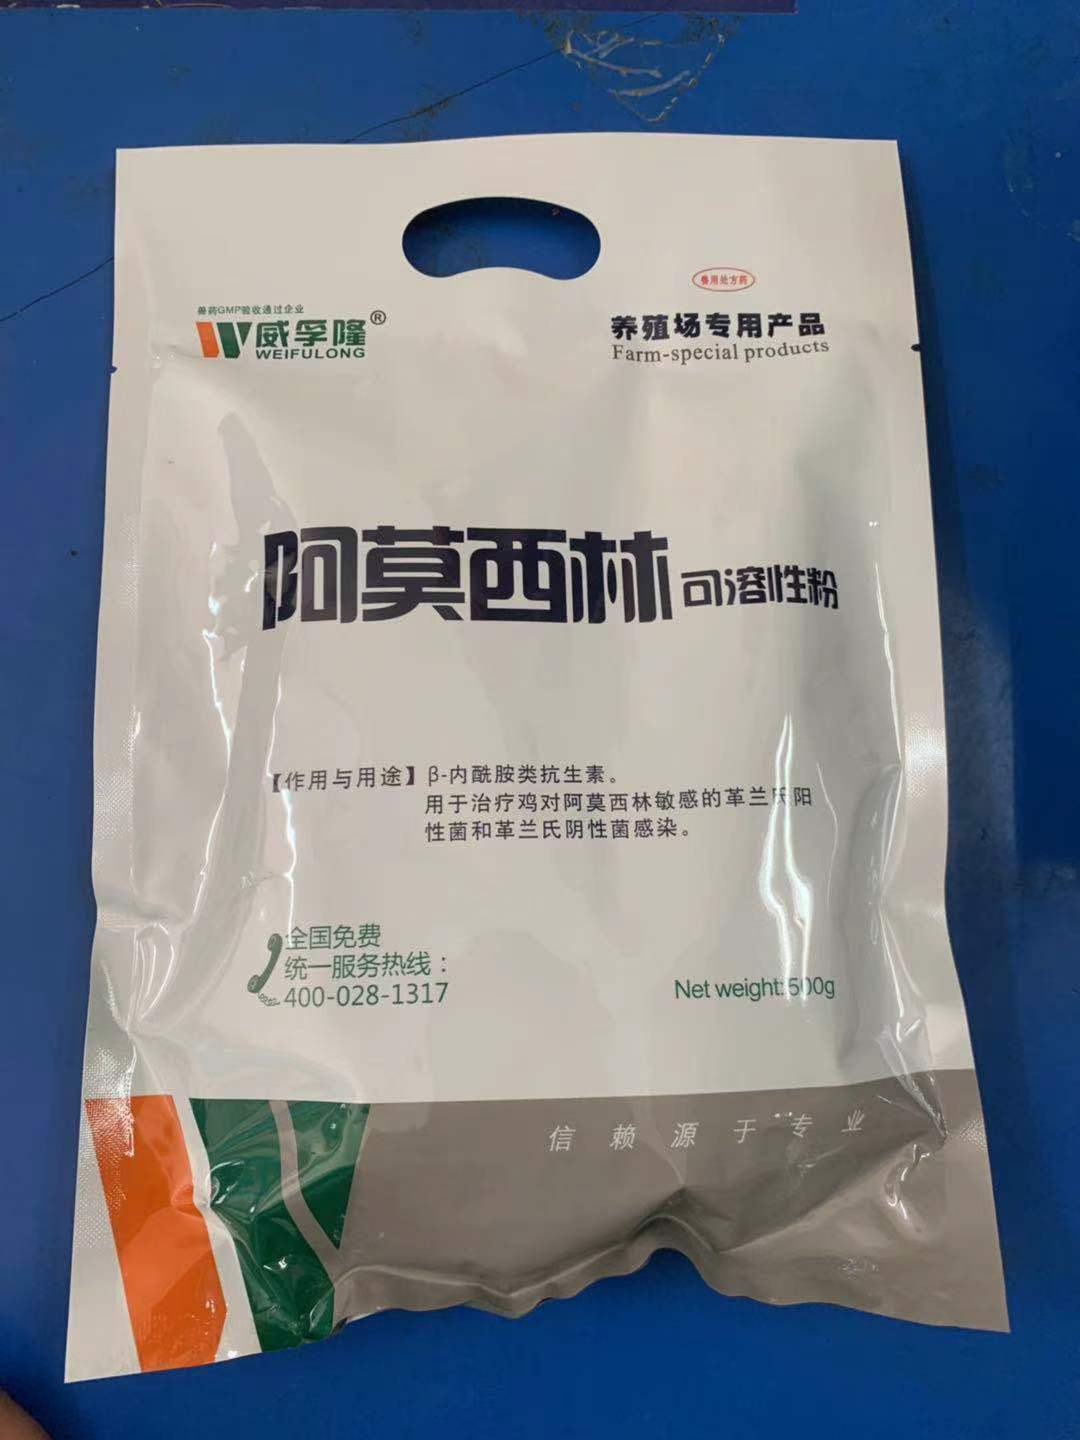 兽用处方药
兽药GMP验收通过企业
威孚隆®
WEIFULONG
养殖场专用产品
Farm-special products
阿莫西林可溶性粉
【作用与用途】β-内酰胺类抗生素。
用于治疗鸡对阿莫西林敏感的革兰氏阳
性菌和革兰氏阴性菌感染。
全国免费
统一服务热线：
400-028-1317
Net weight:500g
信赖源于专业